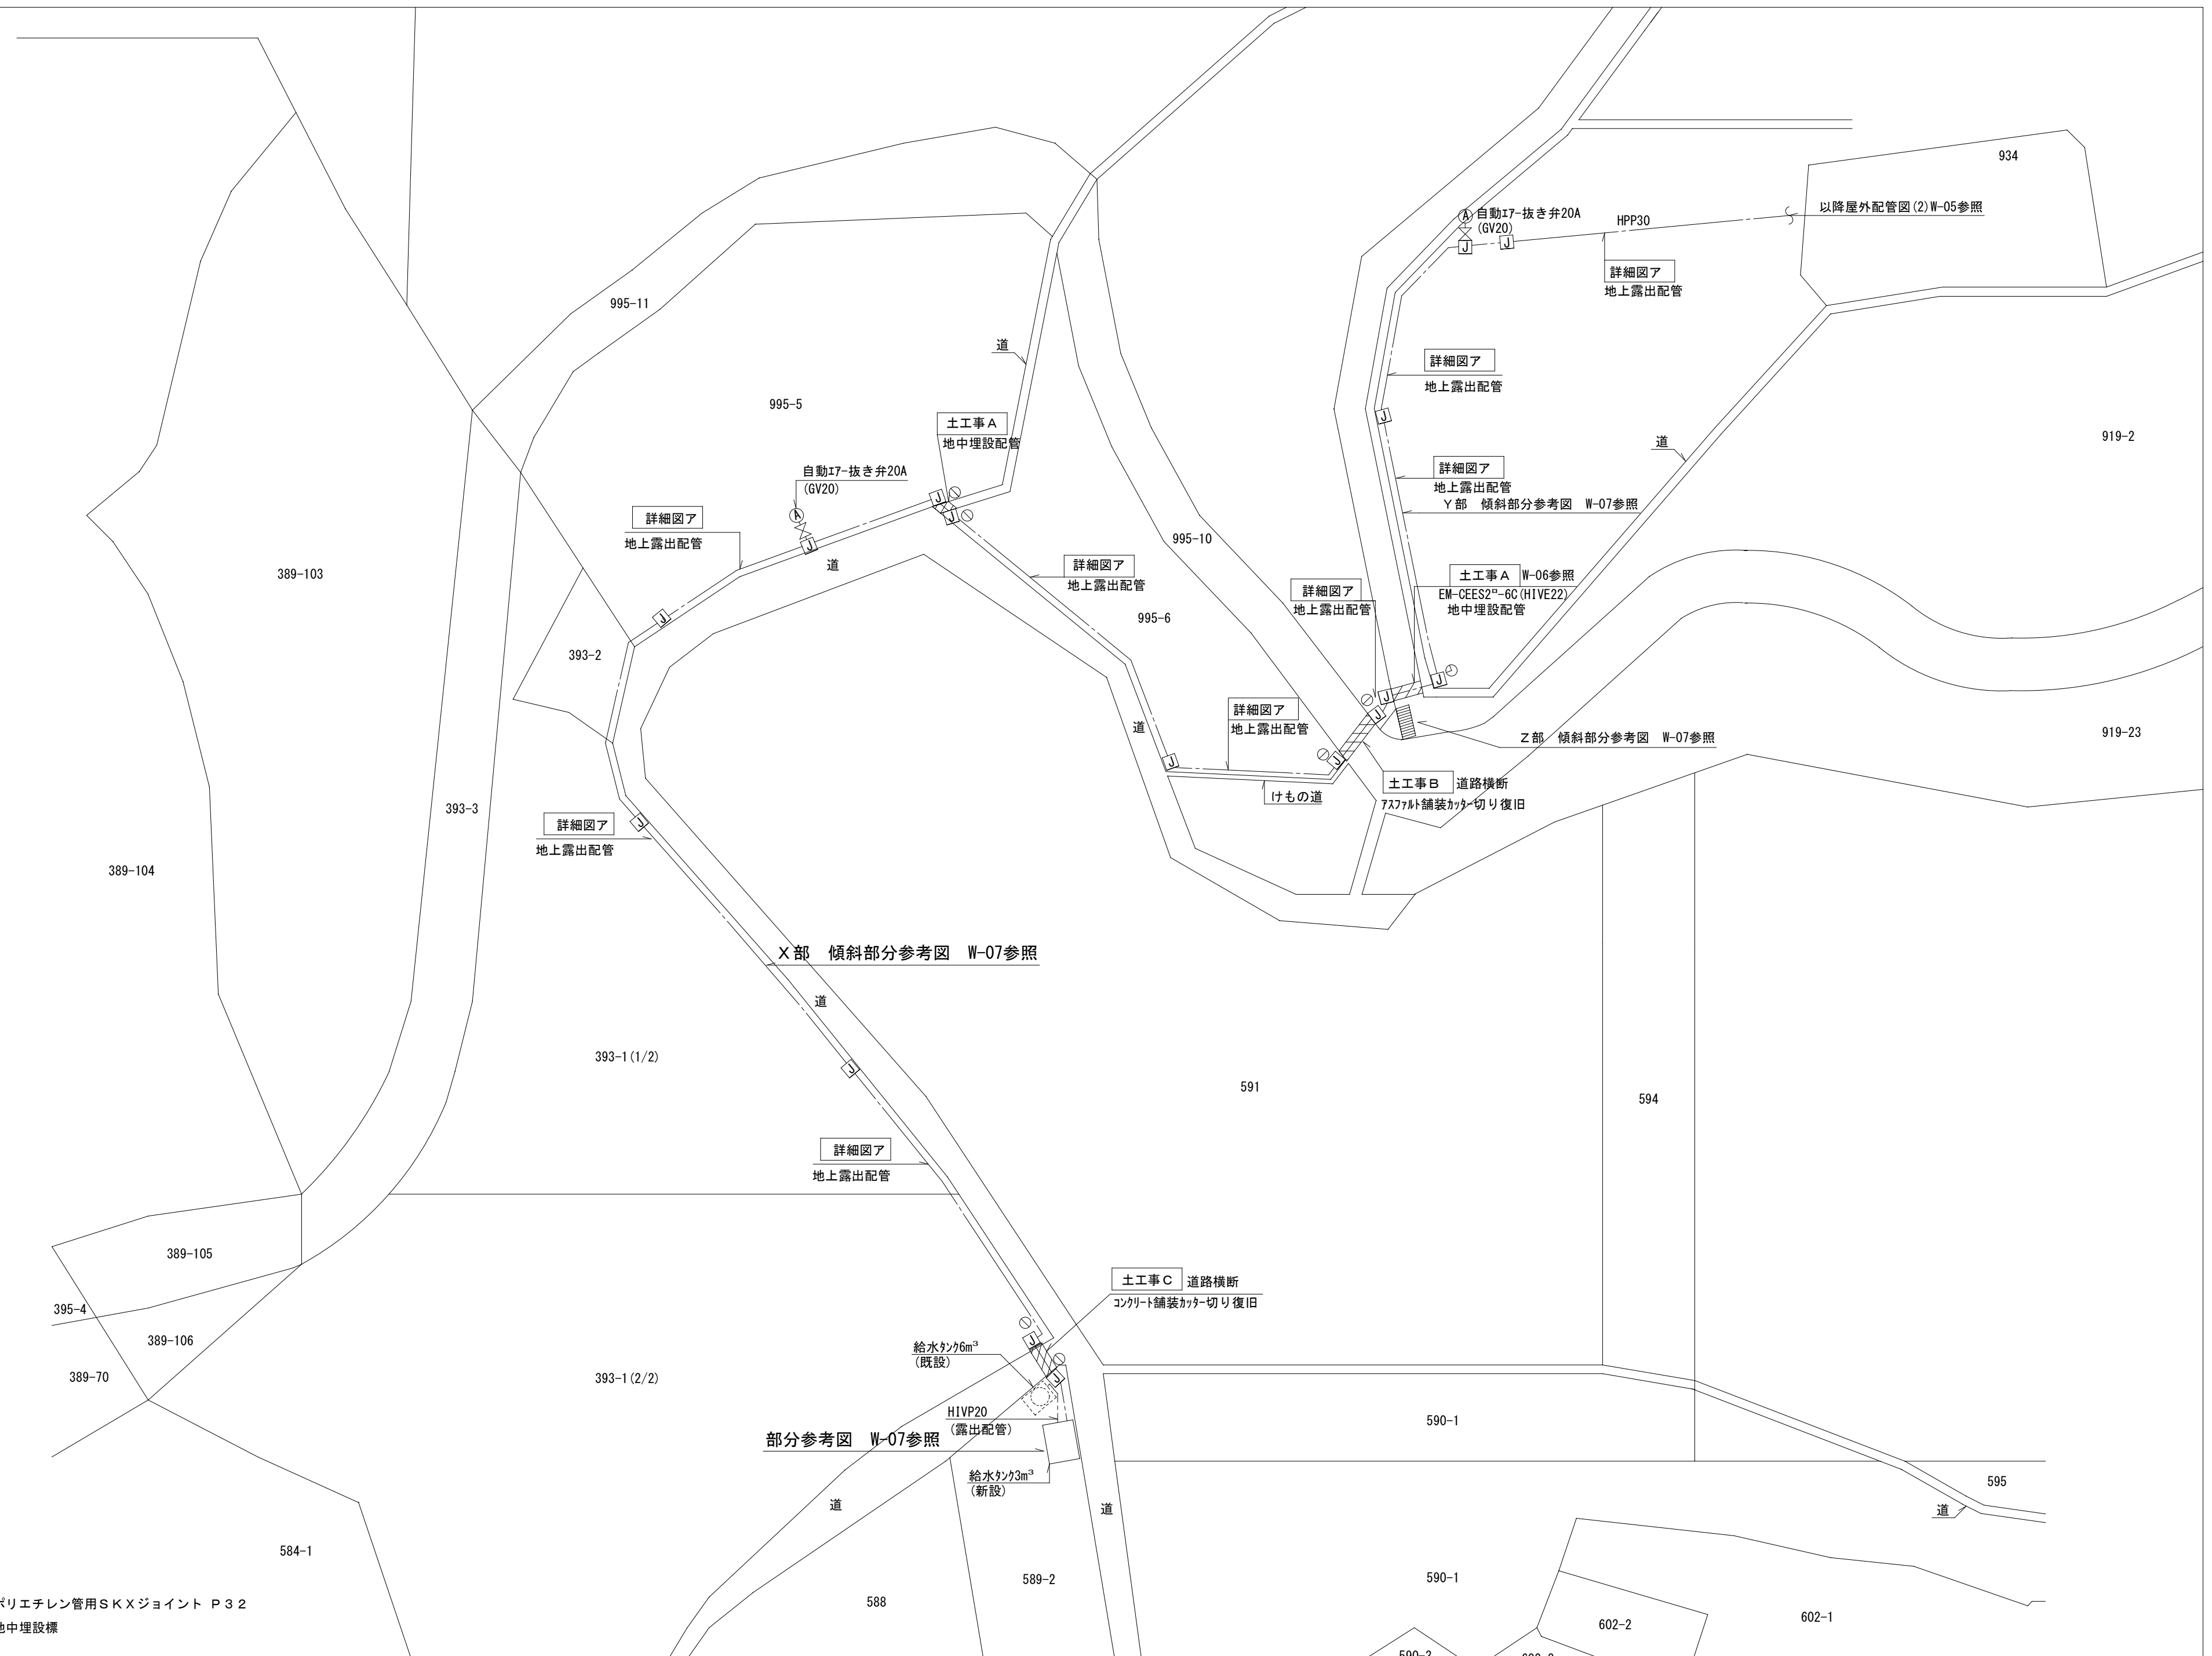 934
以降屋外配管図(2)W-05参照
自動ｴｱｰ抜き弁20A
(GV20)
A
HPP30
J
J
詳細図ア
地上露出配管
995-11
道
詳細図ア
地上露出配管
995-5
土工事A
地中埋設配管
J
919-2
道
自動ｴｱｰ抜き弁20A
(GV20)
詳細図ア
地上露出配管
Y部　傾斜部分参考図　W-07参照
A
J
J
詳細図ア
地上露出配管
J
道
995-10
389-103
詳細図ア
地上露出配管
土工事A W-06参照
EM-CEES2□-6C(HIVE22)
地中埋設配管
詳細図ア
地上露出配管
995-6
J
393-2
J
J
詳細図ア
地上露出配管
J
道
Z部　傾斜部分参考図　W-07参照
919-23
J
J
土工事B 道路横断
ｱｽﾌｧﾙﾄ舗装ｶｯﾀｰ切り復旧
けもの道
393-3
詳細図ア
地上露出配管
J
389-104
X部　傾斜部分参考図　W-07参照
道
393-1(1/2)
J
591
594
詳細図ア
地上露出配管
389-105
395-4
389-106
389-70
土工事C 道路横断
ｺﾝｸﾘｰﾄ舗装ｶｯﾀｰ切り復旧
J
給水ﾀﾝｸ6m³
(既設)
J
393-1(2/2)
HIVP20
(露出配管)
590-1
部分参考図　W-07参照
給水ﾀﾝｸ3m³
(新設)
595
道
道
道
584-1
589-2
590-1
588
ポリエチレン管用SKXジョイント P32
地中埋設標
602-2
602-1
590-3